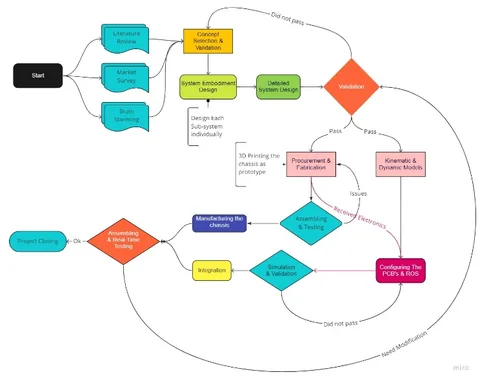 Did not pass
Literature
Review
Concept
Selection &
Validation
Start
Market
Survey
System Embodiment
Design
Detailed
System Design
Validation
Brain
Storming
Design Each
Sub-system
individually
Pass
Pass
3D Printing the
chassis as
prototype
Procurement &
Fabrication
Kinematic &
Dynamic Models
Issues
Manufacturing the
chassis
Assembling
& Testing
Received Electronics
Project Closing
Ok
Assembling
& Real-Time
Testing
Integration
Simulation
& Validation
Configuring The
PCB's & ROS
Did not pass
Need Modification
miro